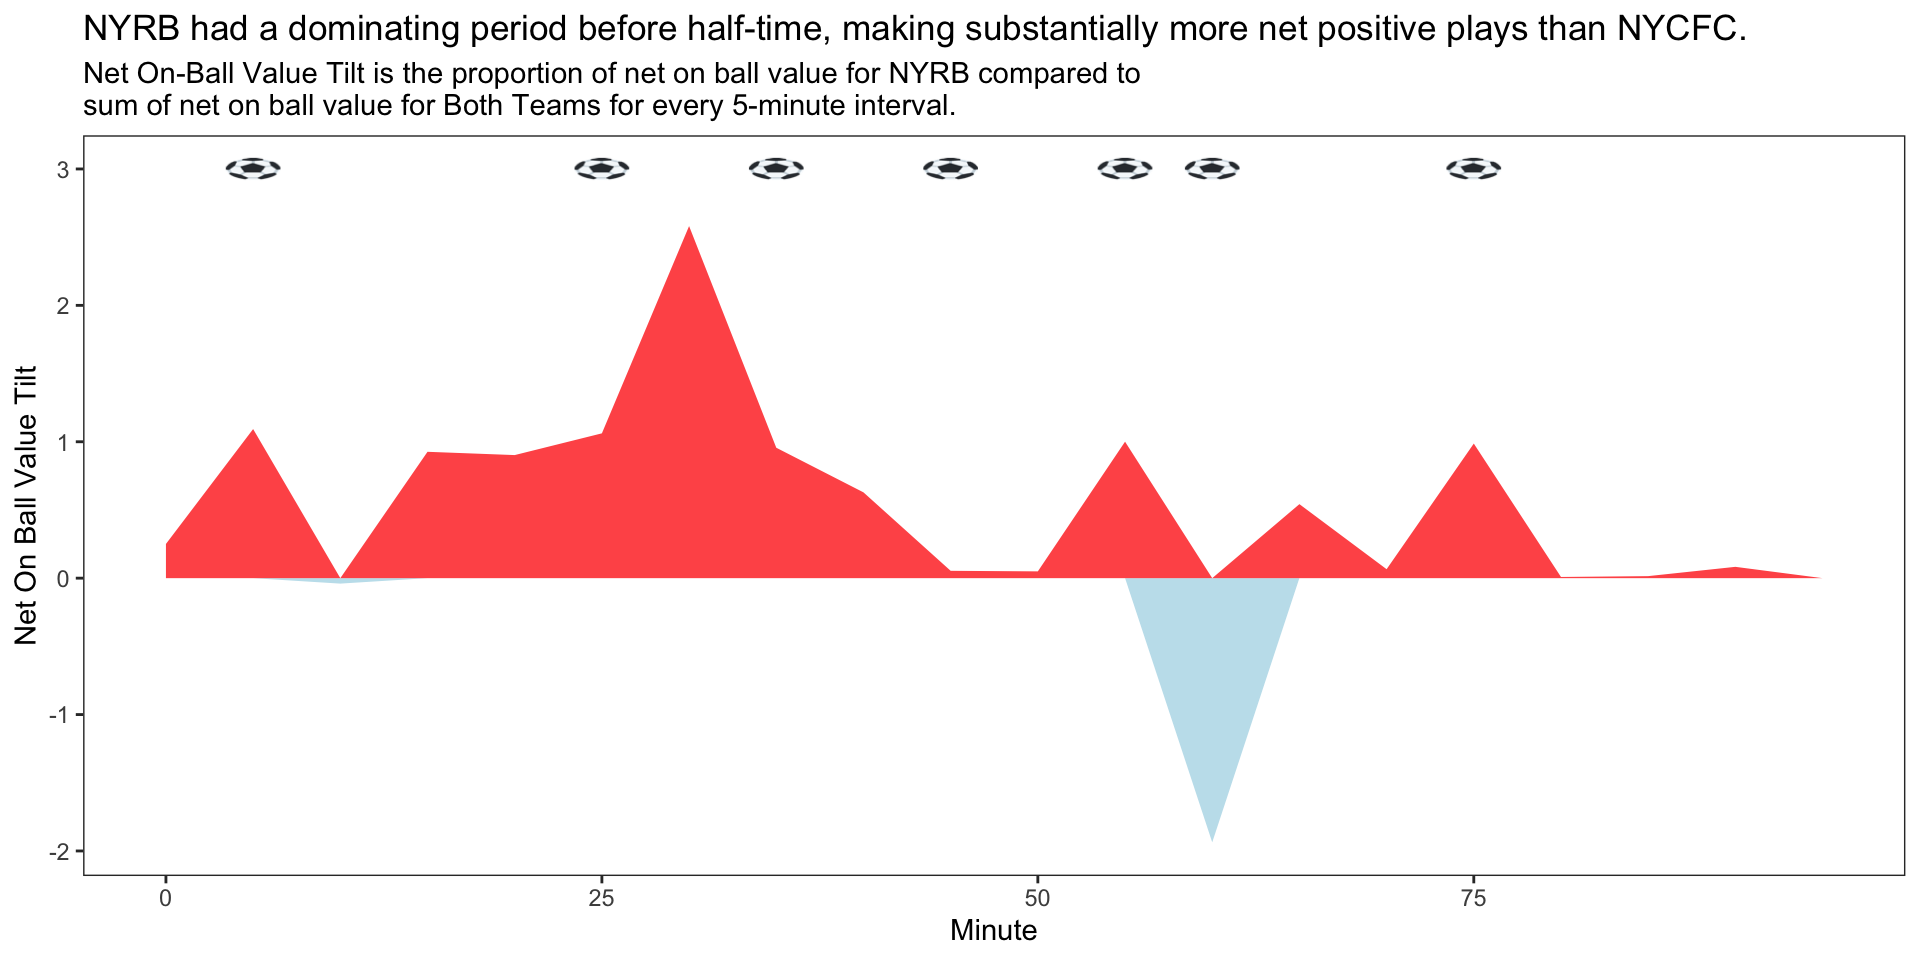 NYRB had a dominating period before half-time, making substantially more net positive plays than NYCFC.
Net On-Ball Value Tilt is the proportion of net on ball value for NYRB compared to
sum of net on ball value for Both Teams for every 5-minute interval.
Net On Ball Value Tilt
3
2
1
0
-1
-2
0
25
50
75
Minute